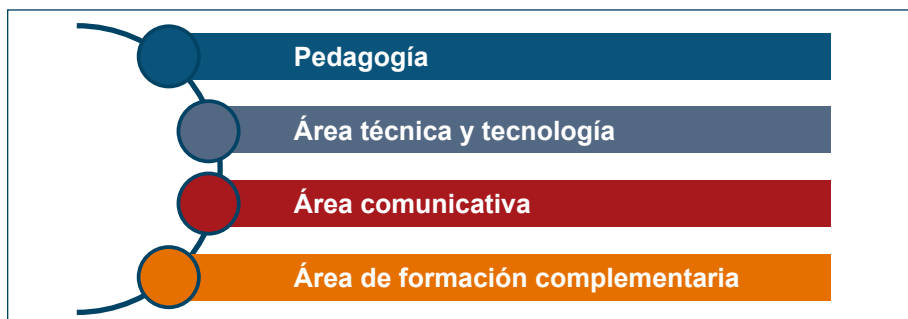 Pedagogía
Área técnica y tecnología
Área comunicativa
Área de formación complementaria